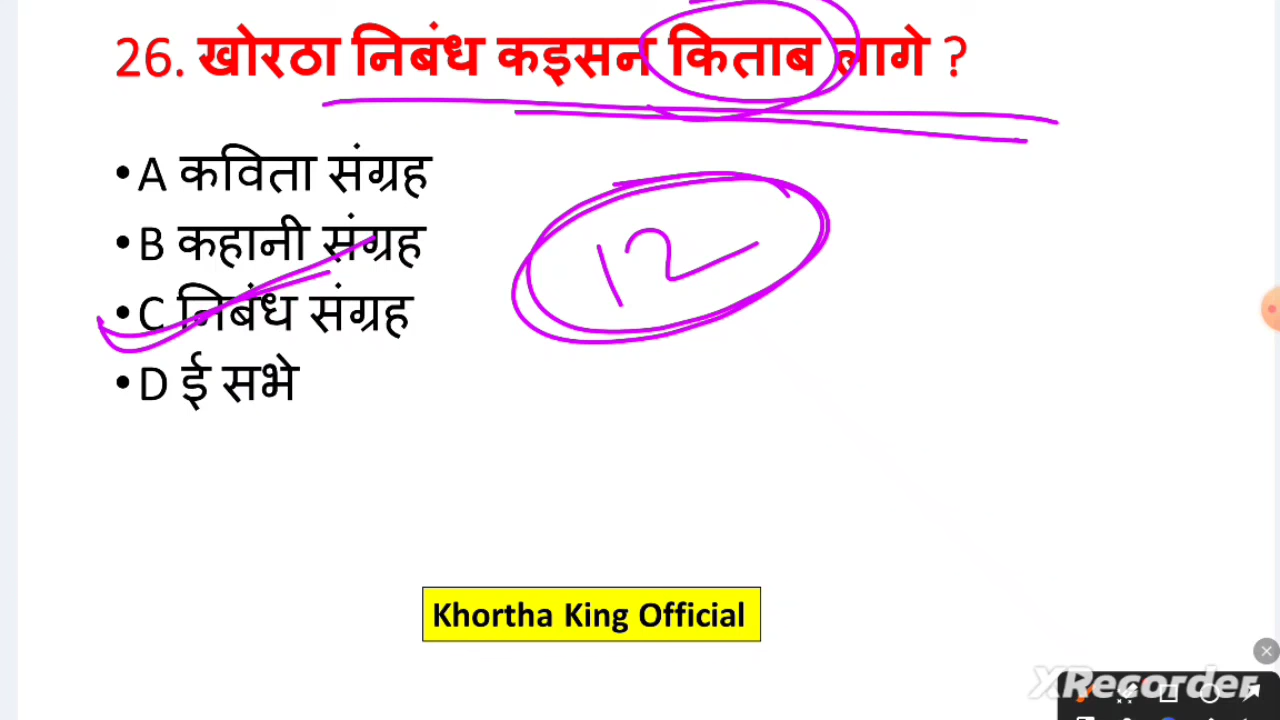 26. खोरठा निबंध कइसन किताब लागे ?
•A कविता संग्रह
•B कहानी संग्रह
12
•C निबंध संग्रह
•D ई सभे
Khortha King Official
XRecorder